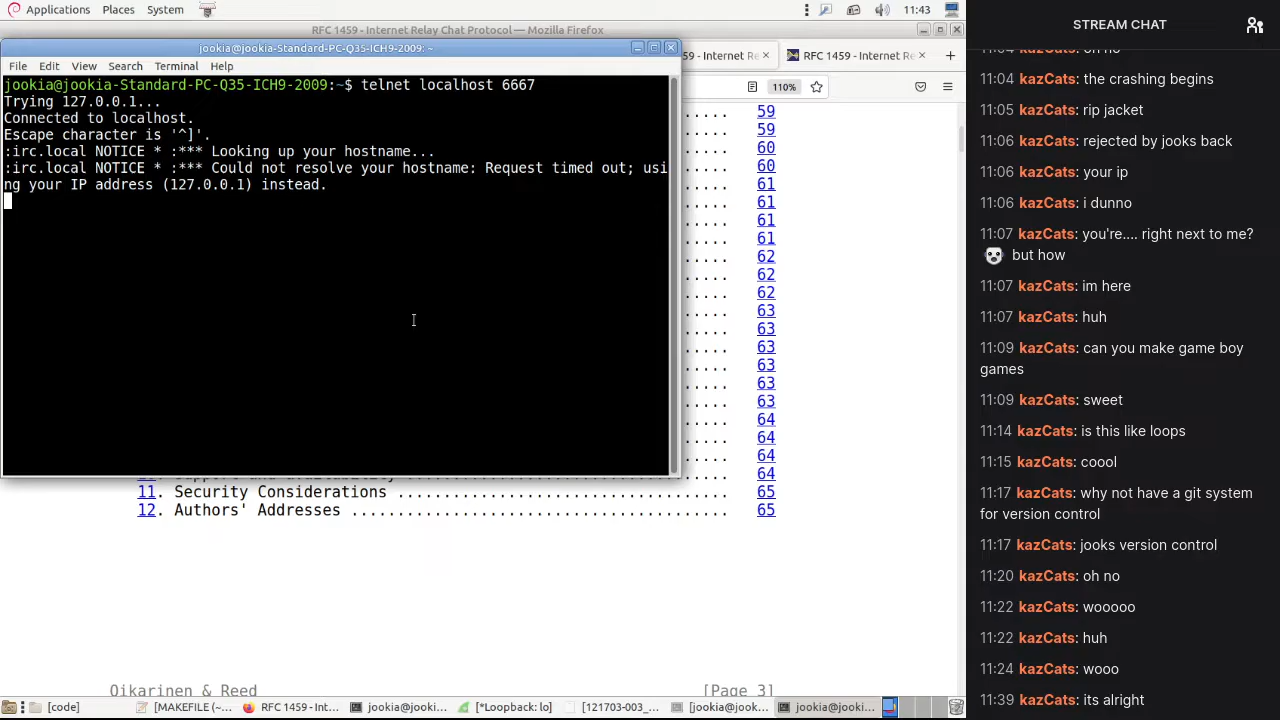 Applications Places System 11:43
RFC 1459 — Internet Relay Chat Protocol — Mozilla Firefox
jookia@jookia-Standard-PC-Q35-ICH9-2009: ~
59 - Internet Re RFC 1459 - Internet Re
File Edit View Search Terminal Help
110%
jookia@jookia-Standard-PC-Q35-ICH9-2009:~$ telnet localhost 6667
Trying 127.0.0.1...
Connected to localhost.
Escape character is '^]'.
:irc.local NOTICE * :*** Looking up your hostname...
:irc.local NOTICE * :*** Could not resolve your hostname: Request timed out; usi
ng your IP address (127.0.0.1) instead.
..... 59
..... 59
..... 60
..... 60
..... 61
..... 61
..... 61
..... 61
..... 62
..... 62
..... 62
..... 63
..... 63
..... 63
..... 63
..... 63
..... 63
..... 64
..... 64
..... 64
..... 64
11. Security Considerations .................................... 65
12. Authors' Addresses ......................................... 65
Oikarinen & Reed [Page 3]
[code] [MAKEFILE (~... RFC 1459 - Int... jookia@jooki... [*Loopback: lo] [121703-003_... [jookia@jook... jookia@jooki...
STREAM CHAT
11:04 kazCats: oh no
11:04 kazCats: the crashing begins
11:05 kazCats: rip jacket
11:06 kazCats: rejected by jooks back
11:06 kazCats: your ip
11:06 kazCats: i dunno
11:07 kazCats: you're.... right next to me?
but how
11:07 kazCats: im here
11:07 kazCats: huh
11:09 kazCats: can you make game boy
games
11:09 kazCats: sweet
11:14 kazCats: is this like loops
11:15 kazCats: coool
11:17 kazCats: why not have a git system
for version control
11:17 kazCats: jooks version control
11:20 kazCats: oh no
11:22 kazCats: wooooo
11:22 kazCats: huh
11:24 kazCats: wooo
11:39 kazCats: its alright